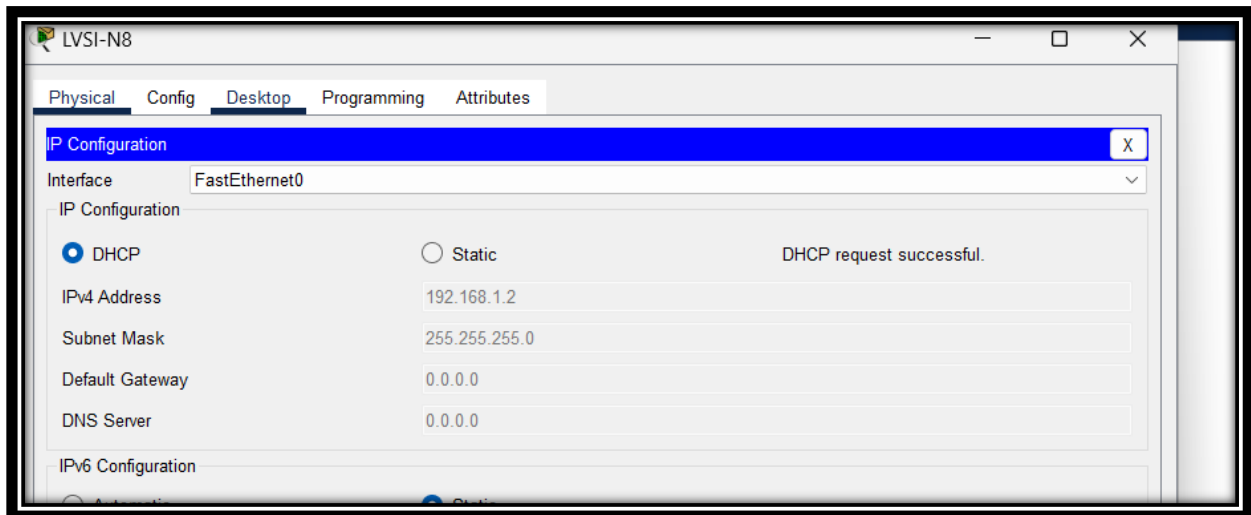 LVSI-N8
Physical Config Desktop Programming Attributes
IP Configuration X
Interface FastEthernet0
IP Configuration
DHCP Static DHCP request successful.
IPv4 Address 192.168.1.2
Subnet Mask 255.255.255.0
Default Gateway 0.0.0.0
DNS Server 0.0.0.0
IPv6 Configuration
Automatic Static